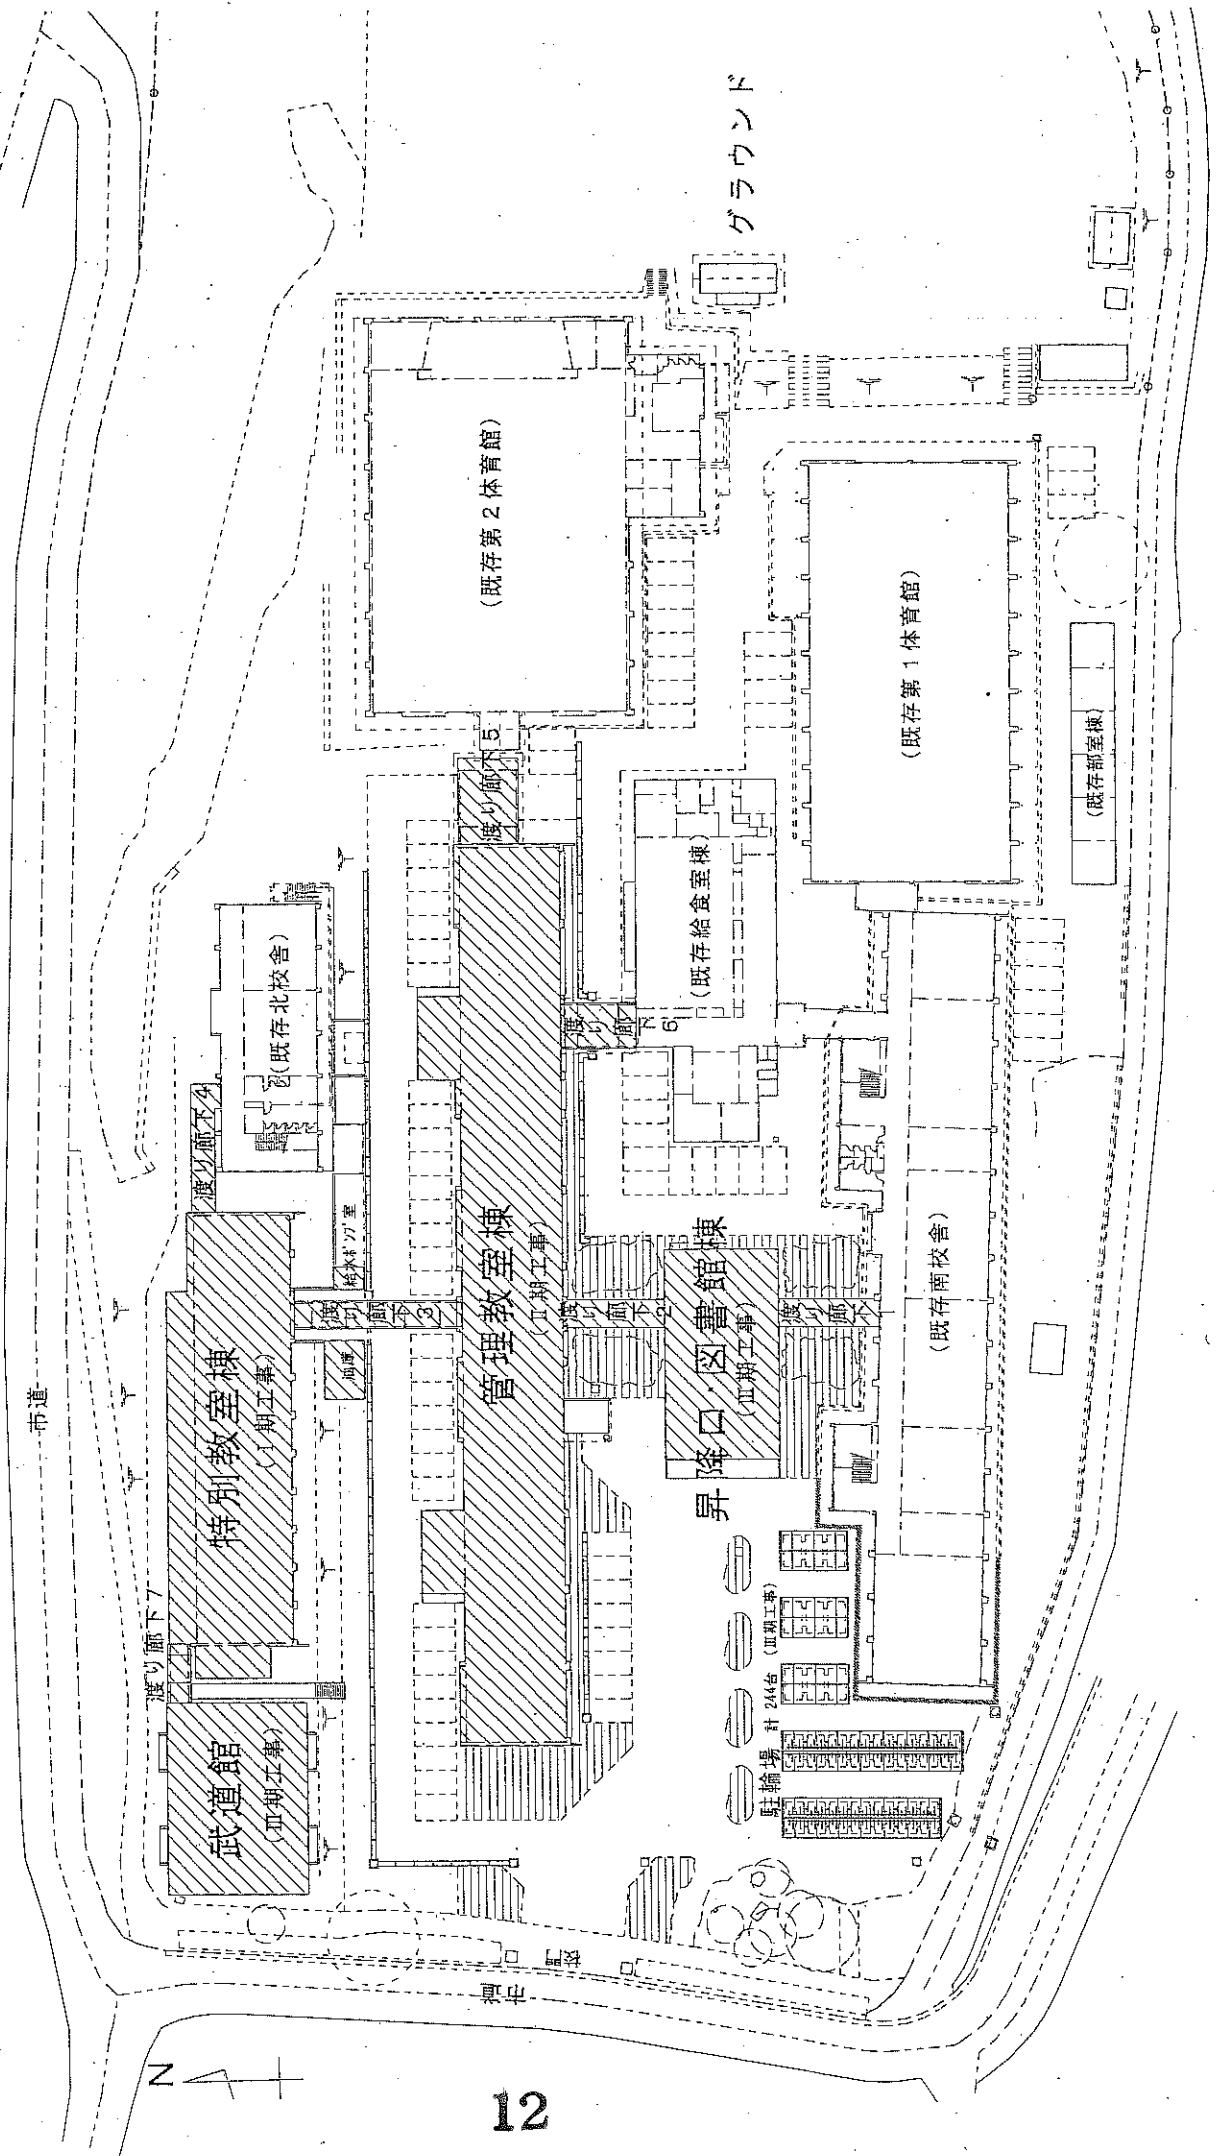 市道
グラウンド
渡り廊下7
武道館
(Ⅲ期工事)
特別教室棟
(Ⅰ期工事)
渡り廊下4
(既存北校舎)
給水ポンプ室
渡り廊下3
(既存第2体育館)
渡り廊下5
管理教室棟
(Ⅱ期工事)
渡り廊下2
渡り廊下6
(既存給食室棟)
昇降口・図書館棟
(Ⅲ期工事)
渡り廊下1
(既存第1体育館)
(既存部室棟)
(既存南校舎)
駐輪場 計 244台 (Ⅲ期工事)
校門
市道
N
12